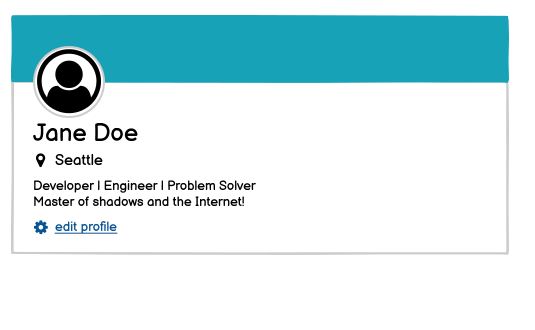 Jane Doe
Seattle
Developer | Engineer | Problem Solver
Master of shadows and the Internet!
edit profile